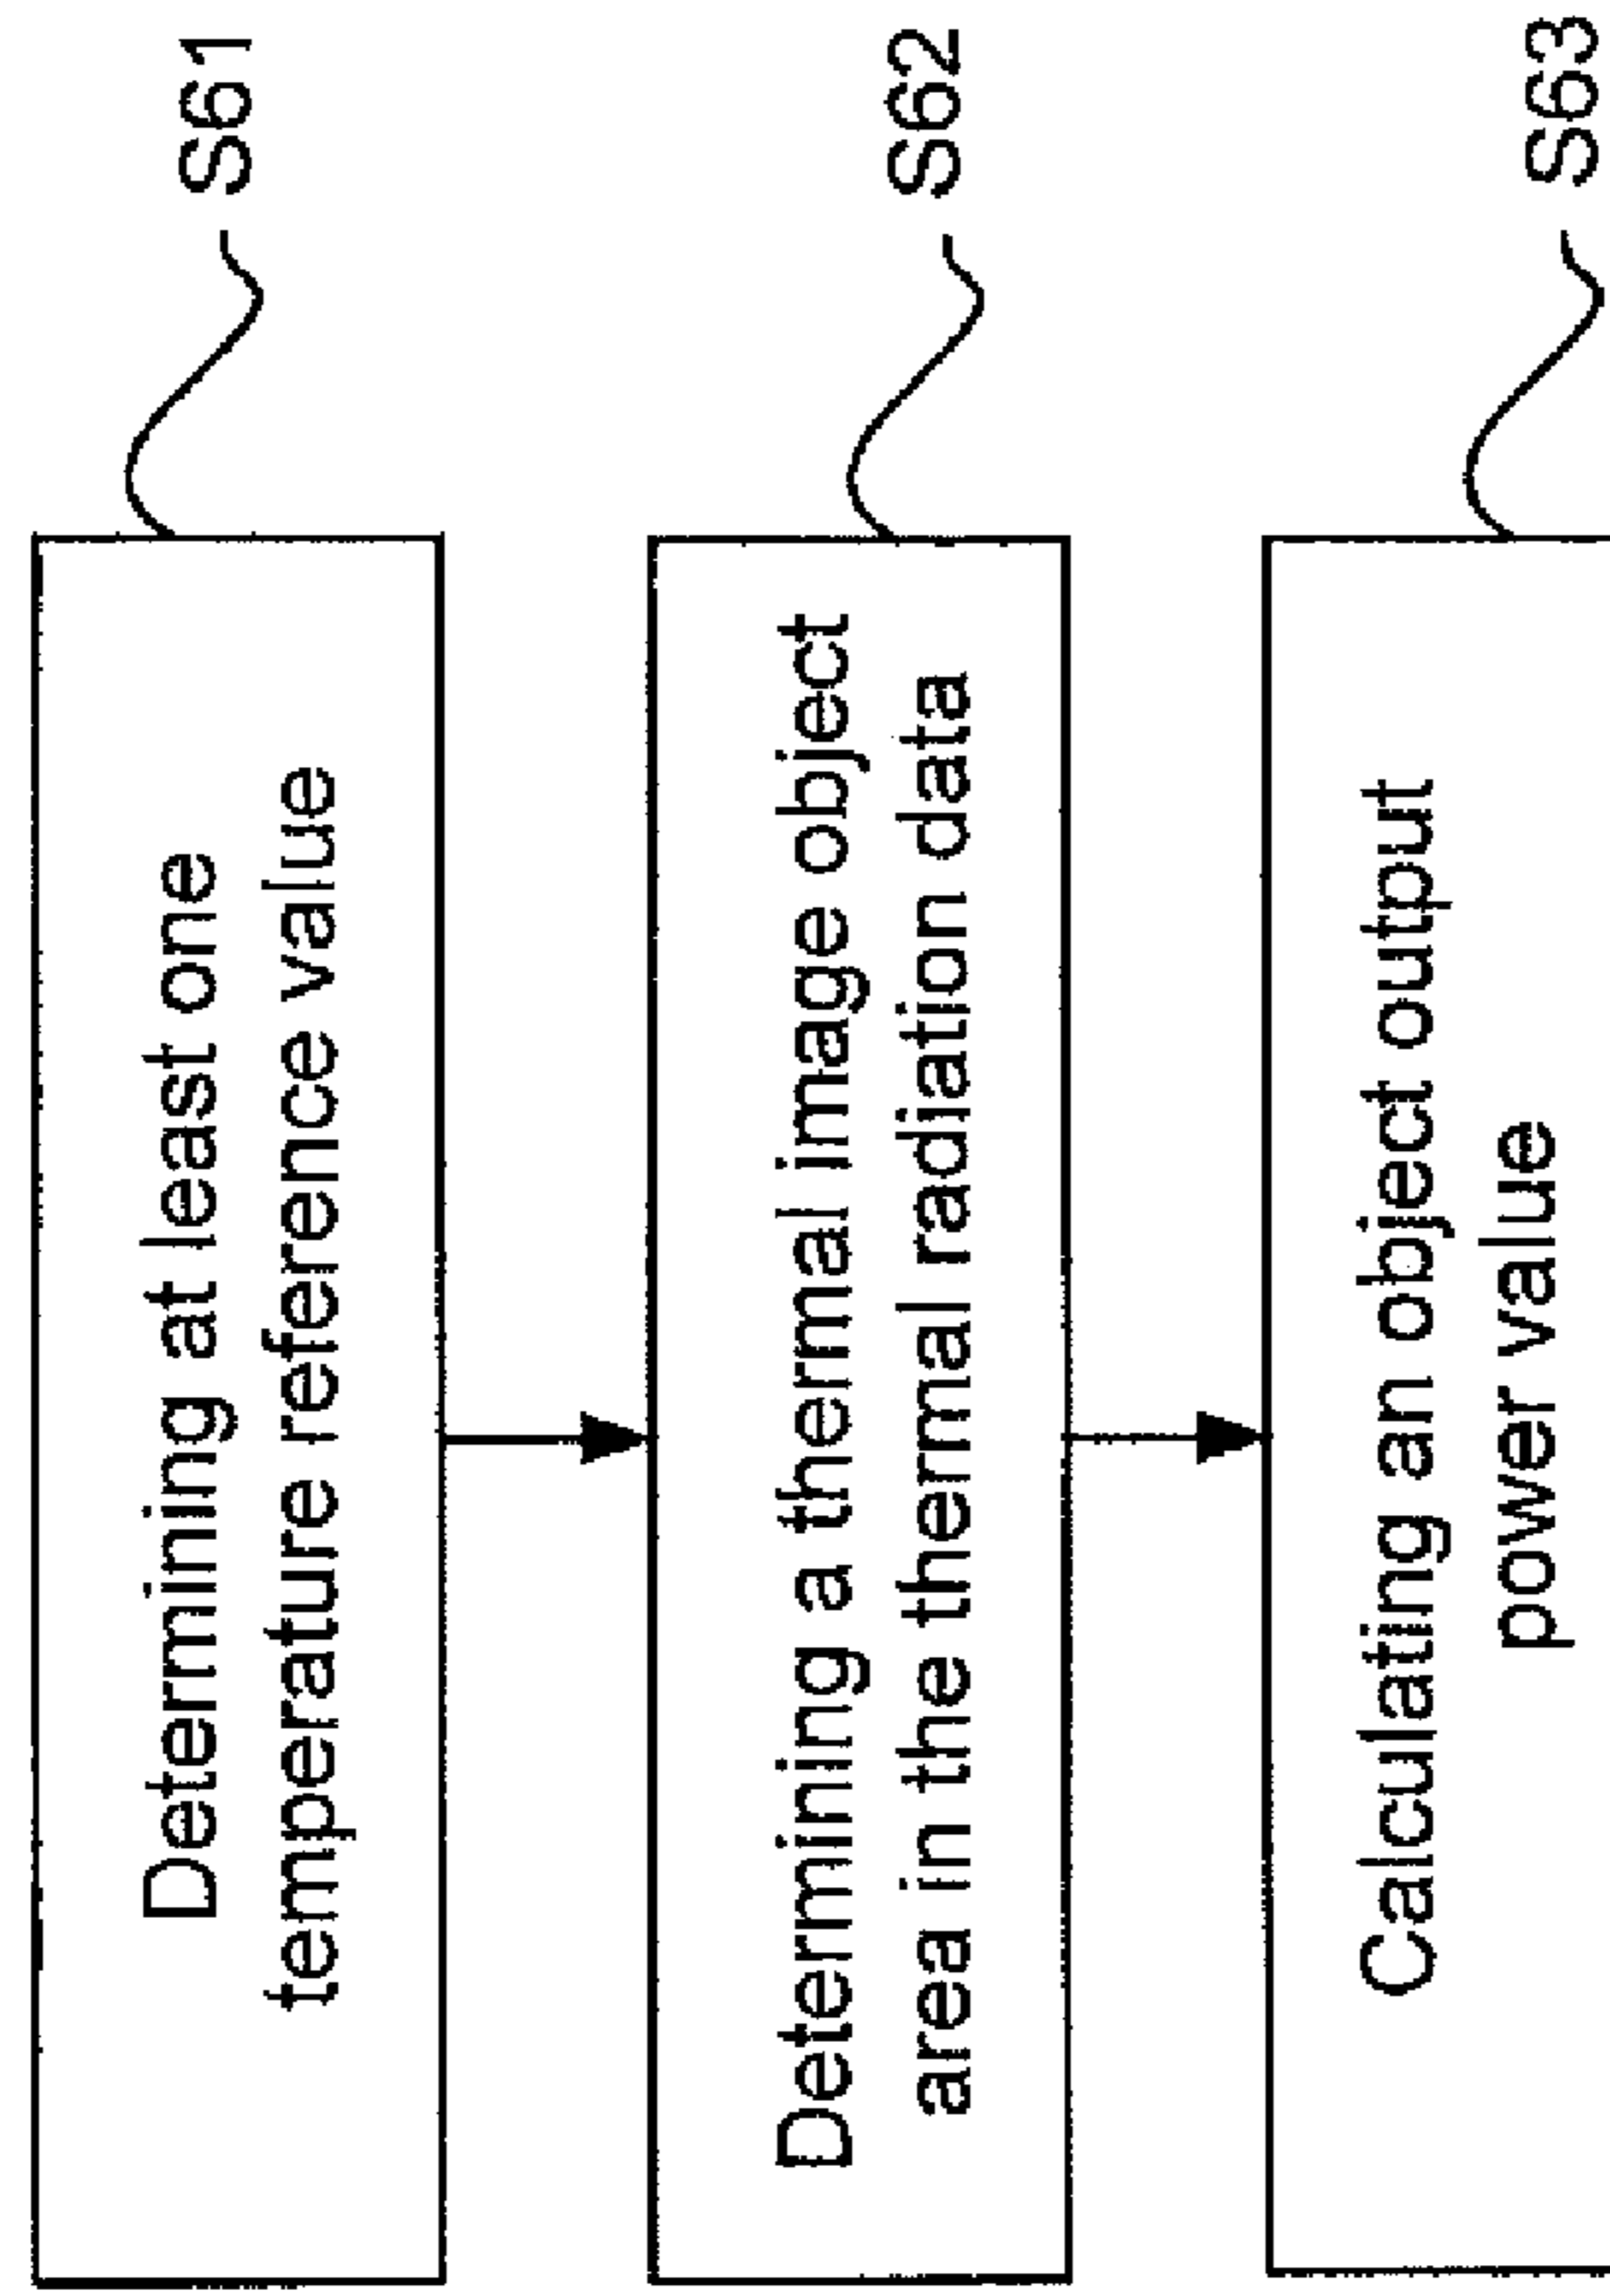 Determining at least one
temperature reference value
S61
Determining a thermal image object
area in the thermal radiation data
S62
Calculating an object output
power value
S63